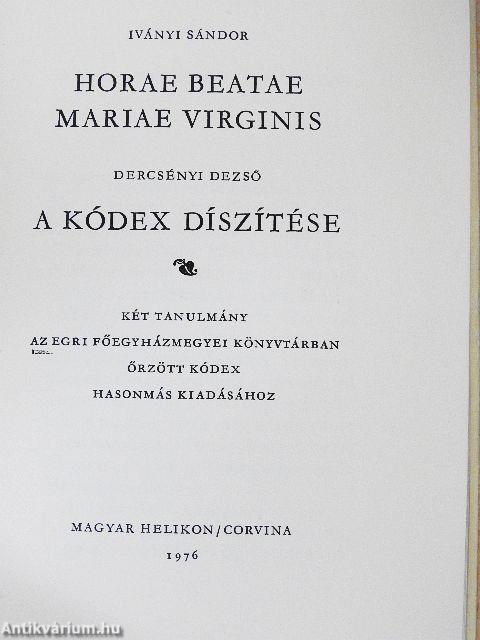 IVÁNYI SÁNDOR
HORAE BEATAE
MARIAE VIRGINIS
DERCSÉNYI DEZSŐ
A KÓDEX DÍSZÍTÉSE
KÉT TANULMÁNY
AZ EGRI FŐEGYHÁZMEGYEI KÖNYVTÁRBAN
ŐRZÖTT KÓDEX
HASONMÁS KIADÁSÁHOZ
MAGYAR HELIKON/CORVINA
1976
Antikvárium.hu